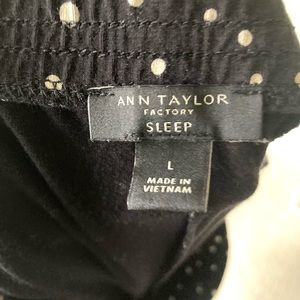 ANN TAYLOR
FACTORY
SLEEP
L
MADE IN
VIETNAM